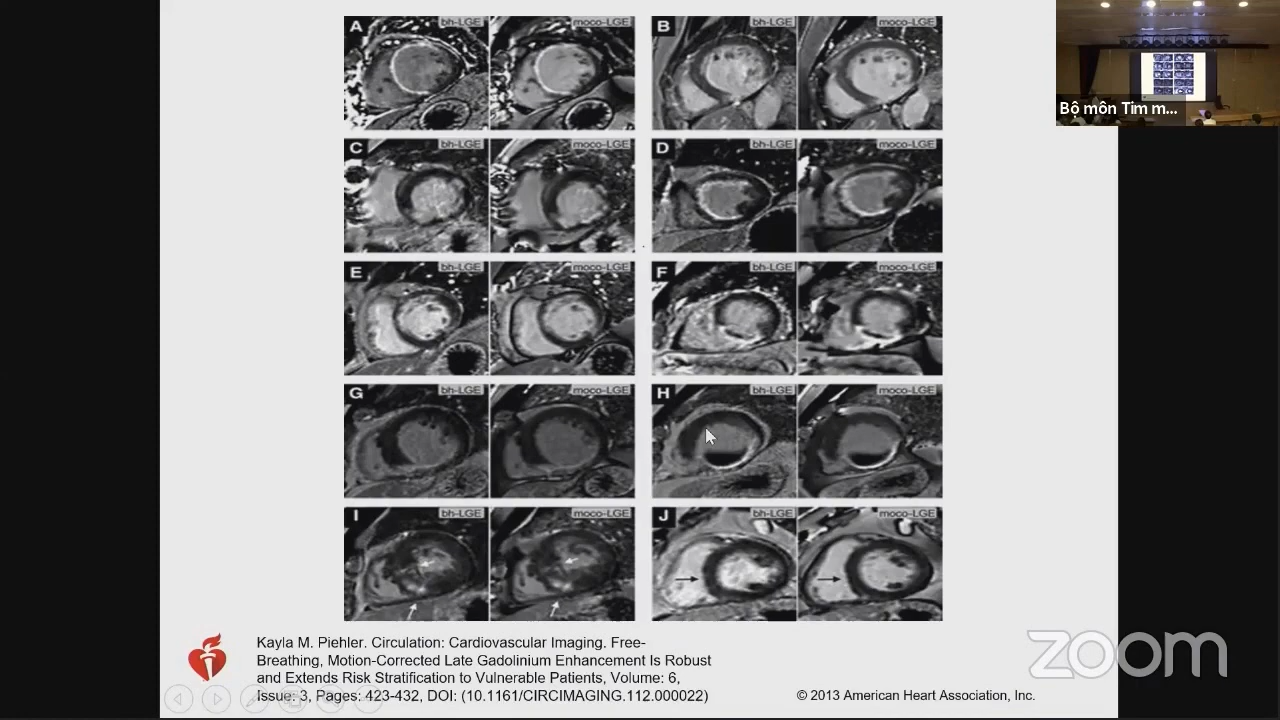 A bh-LGE moco-LGE
B bh-LGE moco-LGE
C bh-LGE moco-LGE
D bh-LGE moco-LGE
E bh-LGE moco-LGE
F bh-LGE moco-LGE
G bh-LGE moco-LGE
H bh-LGE moco-LGE
I bh-LGE moco-LGE
J bh-LGE moco-LGE
Bộ môn Tim m...
Kayla M. Piehler. Circulation: Cardiovascular Imaging. Free-
Breathing, Motion-Corrected Late Gadolinium Enhancement Is Robust
and Extends Risk Stratification to Vulnerable Patients, Volume: 6,
Issue: 3, Pages: 423-432, DOI: (10.1161/CIRCIMAGING.112.000022)
© 2013 American Heart Association, Inc.
zoom